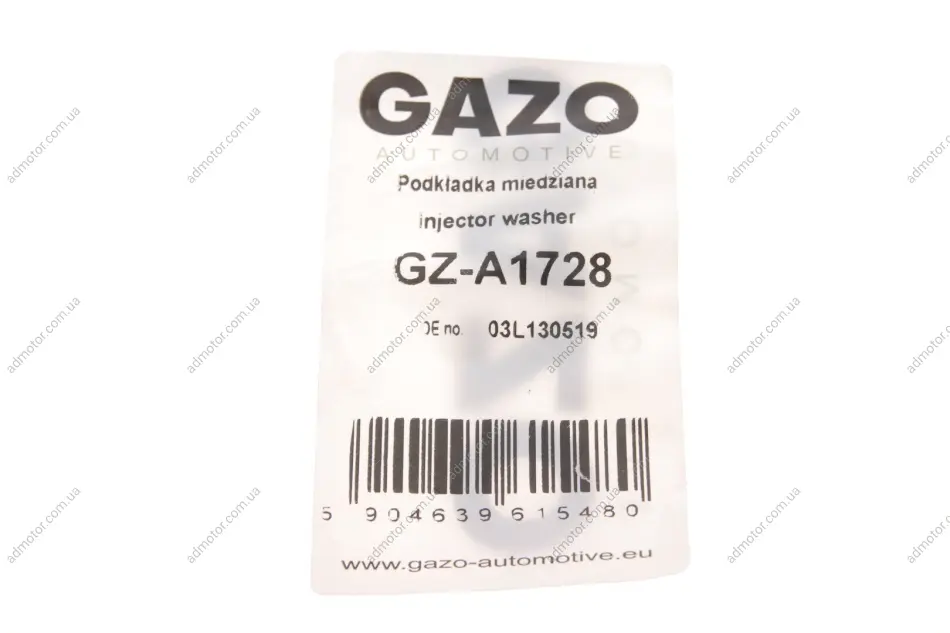 GAZO
AUTOMOTIVE
Podkładka miedziana
injector washer
GZ-A1728
OE no. 03L130519
5 904639 615480
www.gazo-automotive.eu
admotor.com.ua